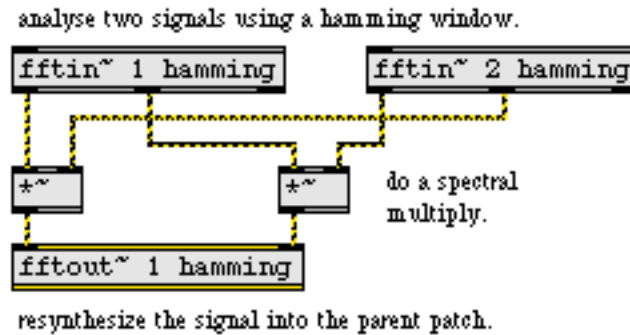 analyse two signals using a hamming window.
fftin~ 1 hamming
fftin~ 2 hamming
*~
*~
do a spectral
multiply.
fftout~ 1 hamming
resynthesize the signal into the parent patch.